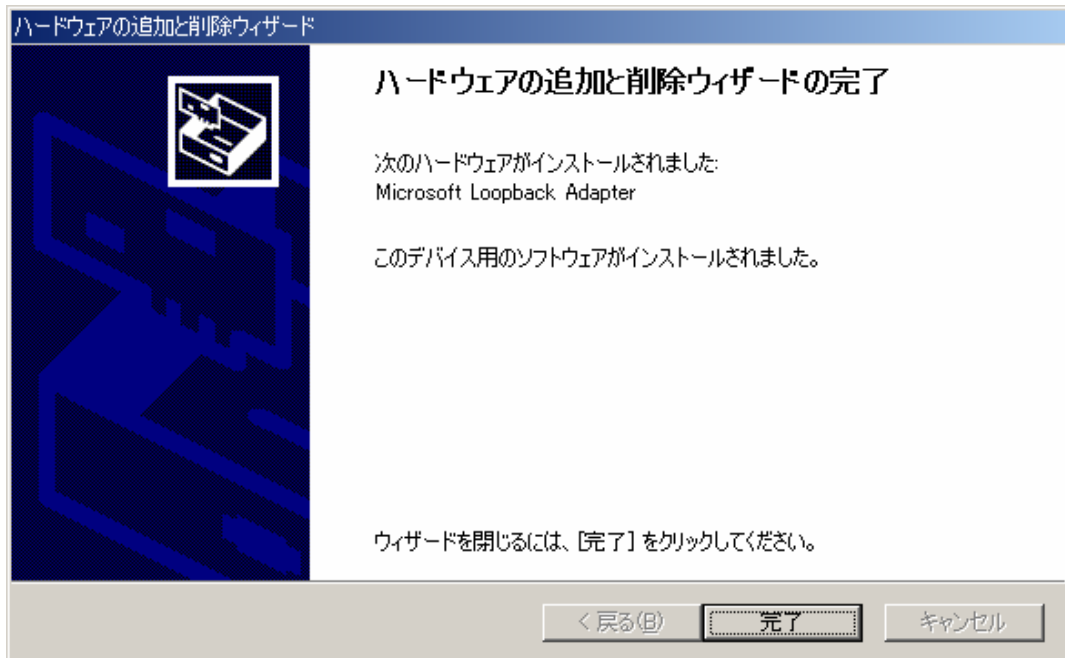 ハードウェアの追加と削除ウィザード
ハードウェアの追加と削除ウィザードの完了
次のハードウェアがインストールされました:
Microsoft Loopback Adapter
このデバイス用のソフトウェアがインストールされました。
ウィザードを閉じるには、[完了] をクリックしてください。
< 戻る(B)
完了
キャンセル